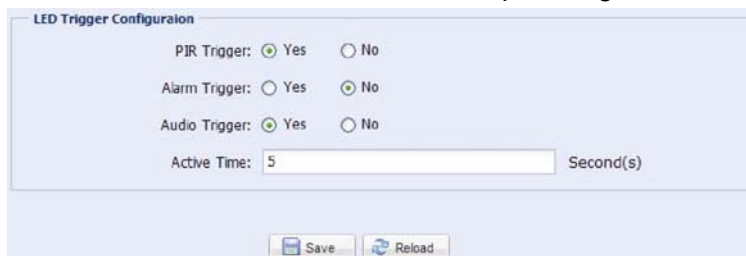 LED Trigger Configuraion
PIR Trigger: Yes No
Alarm Trigger: Yes No
Audio Trigger: Yes No
Active Time: 5 Second(s)
Save Reload